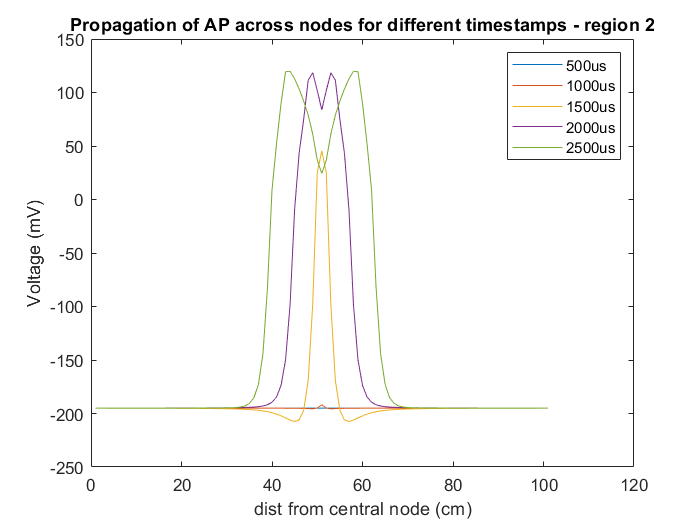 Propagation of AP across nodes for different timestamps - region 2
150
100
50
0
-50
-100
-150
-200
-250
Voltage (mV)
500us
1000us
1500us
2000us
2500us
0 20 40 60 80 100 120
dist from central node (cm)